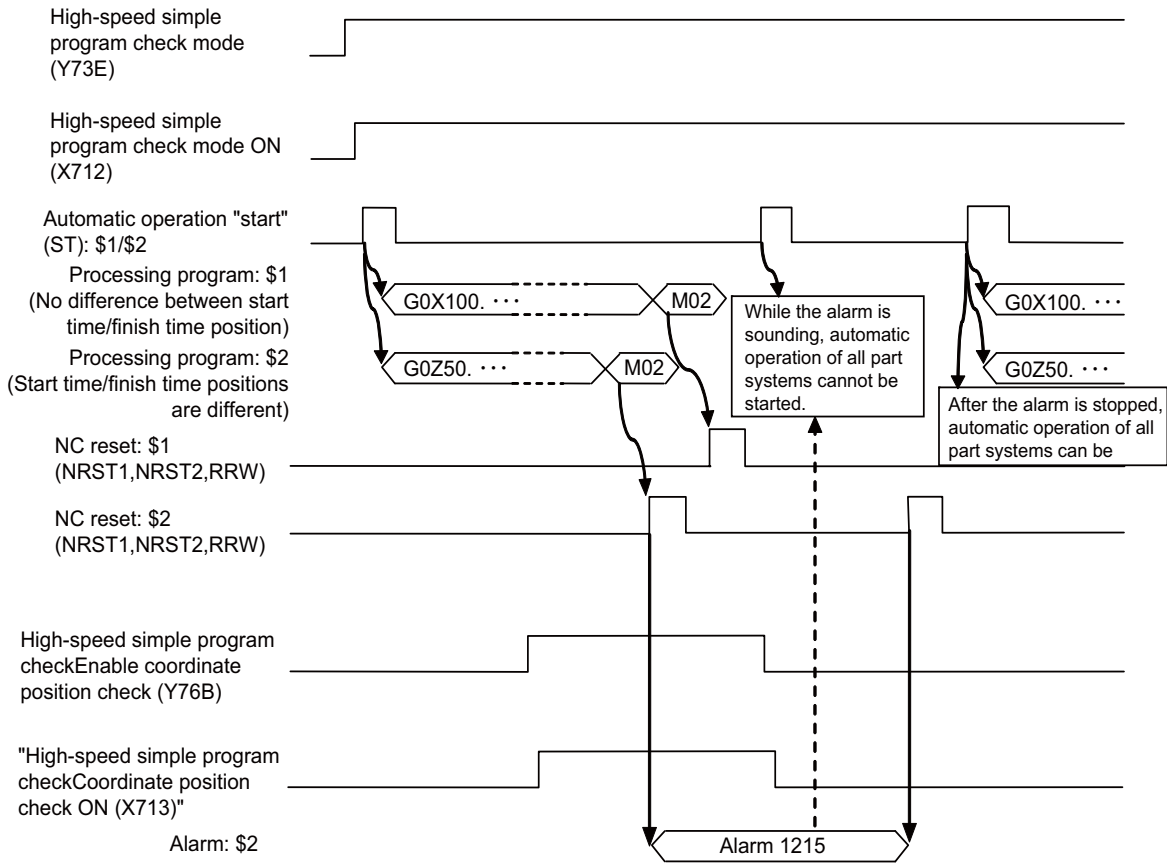 High-speed simple
program check mode
(Y73E)
High-speed simple
program check mode ON
(X712)
Automatic operation "start"
(ST): $1/$2
Processing program: $1
(No difference between start
time/finish time position)
G0X100. ···
M02
While the alarm is
sounding, automatic
operation of all part
systems cannot be
started.
G0X100. ···
Processing program: $2
(Start time/finish time positions
are different)
G0Z50. ···
M02
G0Z50. ···
After the alarm is stopped,
automatic operation of all
part systems can be
NC reset: $1
(NRST1,NRST2,RRW)
NC reset: $2
(NRST1,NRST2,RRW)
High-speed simple program
checkEnable coordinate
position check (Y76B)
"High-speed simple program
checkCoordinate position
check ON (X713)"
Alarm: $2
Alarm 1215